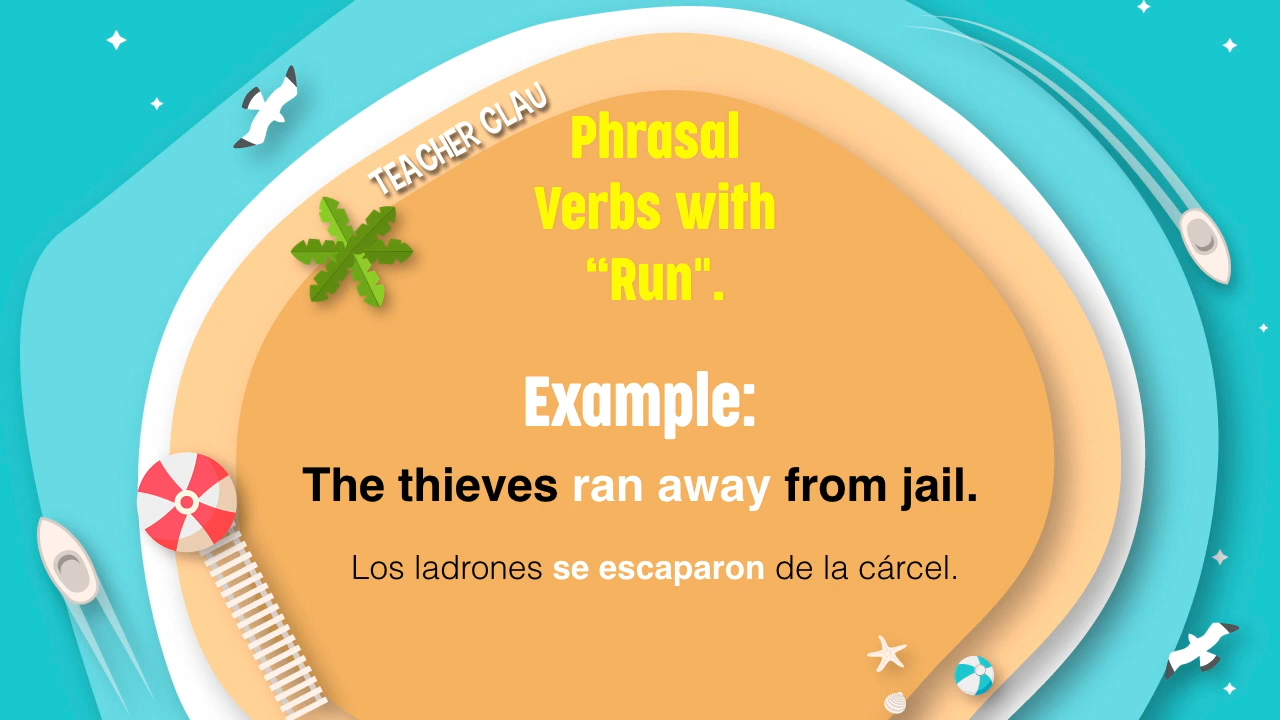 TEACHER CLAU
Phrasal
Verbs with
“Run".
Example:
The thieves ran away from jail.
Los ladrones se escaparon de la cárcel.